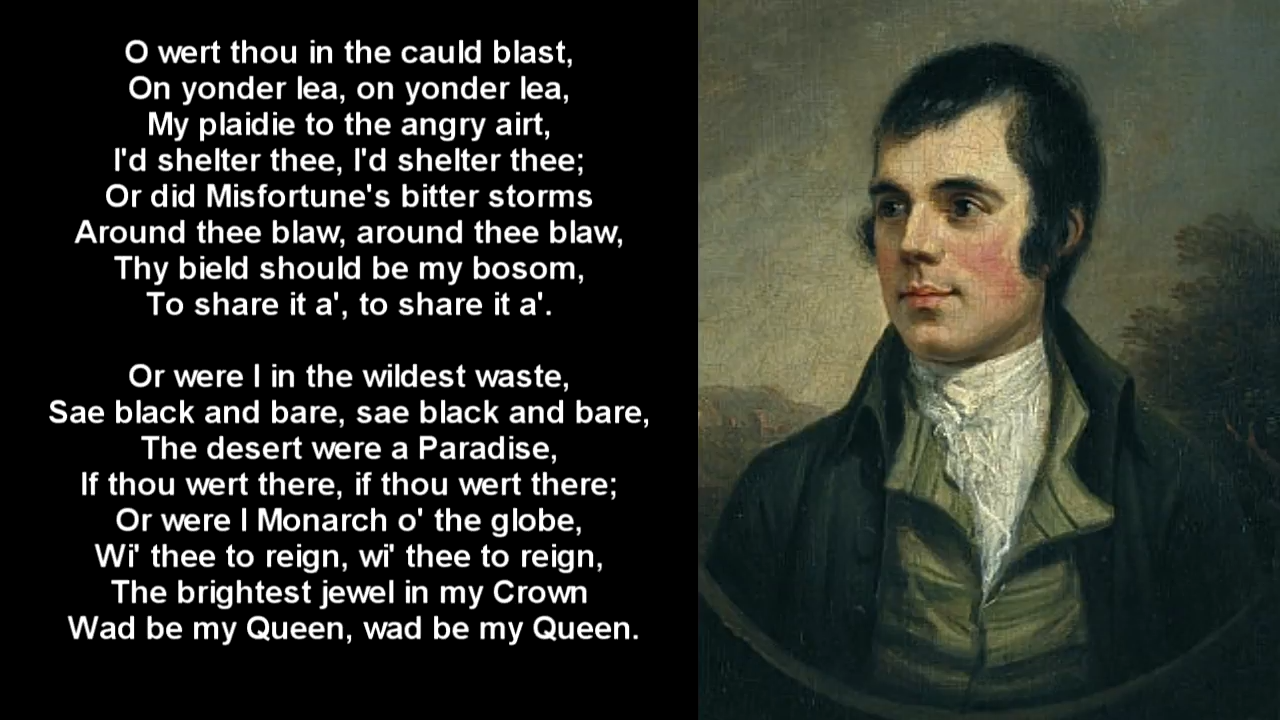 O wert thou in the cauld blast,
On yonder lea, on yonder lea,
My plaidie to the angry airt,
I'd shelter thee, I'd shelter thee;
Or did Misfortune's bitter storms
Around thee blaw, around thee blaw,
Thy bield should be my bosom,
To share it a', to share it a'.
Or were I in the wildest waste,
Sae black and bare, sae black and bare,
The desert were a Paradise,
If thou wert there, if thou wert there;
Or were I Monarch o' the globe,
Wi' thee to reign, wi' thee to reign,
The brightest jewel in my Crown
Wad be my Queen, wad be my Queen.